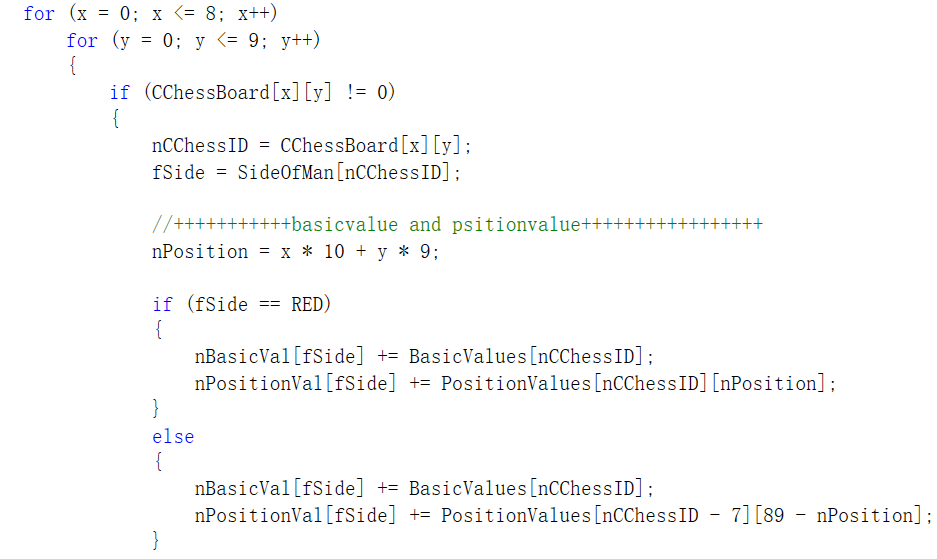 for (x = 0; x <= 8; x++)
    for (y = 0; y <= 9; y++)
    {
        if (CChessBoard[x][y] != 0)
        {
            nCChessID = CChessBoard[x][y];
            fSide = SideOfMan[nCChessID];

            //+++++++++++basicvalue and psitionvalue+++++++++++++++++
            nPosition = x * 10 + y * 9;

            if (fSide == RED)
            {
                nBasicVal[fSide] += BasicValues[nCChessID];
                nPositionVal[fSide] += PositionValues[nCChessID][nPosition];
            }
            else
            {
                nBasicVal[fSide] += BasicValues[nCChessID];
                nPositionVal[fSide] += PositionValues[nCChessID - 7][89 - nPosition];
            }